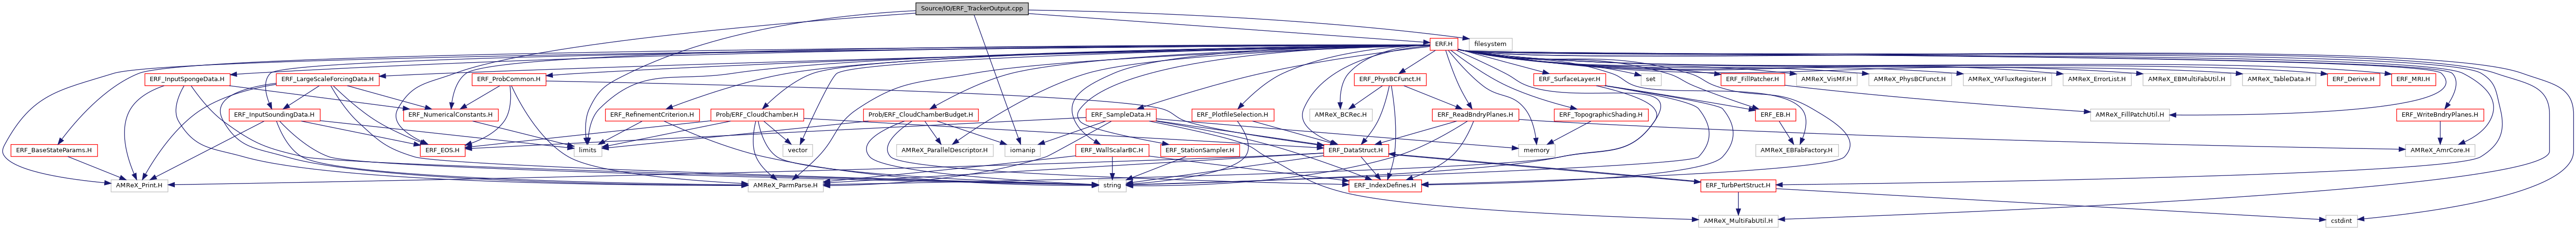 Source/IO/ERF_TrackerOutput.cpp
ERF.H
filesystem
ERF_InputSpongeData.H
ERF_LargeScaleForcingData.H
ERF_ProbCommon.H
ERF_PhysBCFunct.H
ERF_SurfaceLayer.H
set
ERF_FillPatcher.H
AMReX_VisMF.H
AMReX_PhysBCFunct.H
AMReX_YAFluxRegister.H
AMReX_ErrorList.H
AMReX_EBMultiFabUtil.H
AMReX_TableData.H
ERF_Derive.H
ERF_MRI.H
ERF_InputSoundingData.H
ERF_NumericalConstants.H
ERF_RefinementCriterion.H
Prob/ERF_CloudChamber.H
Prob/ERF_CloudChamberBudget.H
ERF_SampleData.H
ERF_PlotfileSelection.H
AMReX_BCRec.H
ERF_ReadBndryPlanes.H
ERF_TopographicShading.H
ERF_EB.H
AMReX_FillPatchUtil.H
ERF_WriteBndryPlanes.H
ERF_BaseStateParams.H
ERF_EOS.H
limits
vector
AMReX_ParallelDescriptor.H
iomanip
ERF_WallScalarBC.H
ERF_StationSampler.H
ERF_DataStruct.H
memory
AMReX_EBFabFactory.H
AMReX_AmrCore.H
AMReX_Print.H
AMReX_ParmParse.H
string
ERF_IndexDefines.H
ERF_TurbPertStruct.H
AMReX_MultiFabUtil.H
cstdint